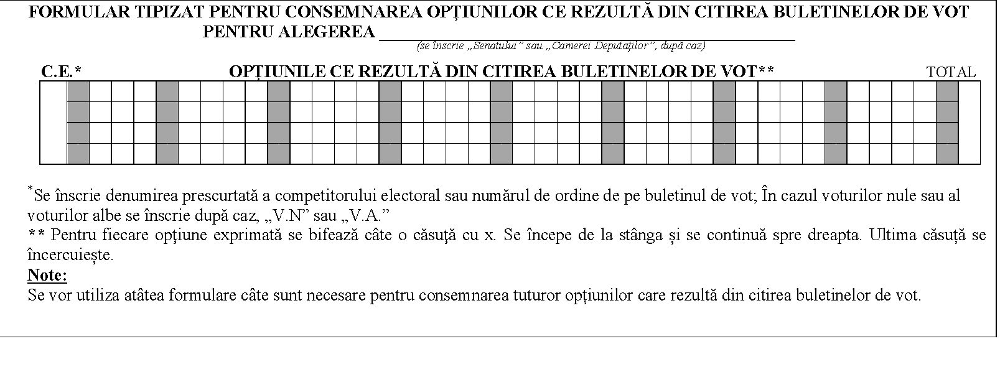 FORMULAR TIPIZAT PENTRU CONSEMNAREA OPŢIUNILOR CE REZULTĂ DIN CITIREA BULETINELOR DE VOT
PENTRU ALEGEREA ________________________
(se înscrie „Senatului” sau „Camerei Deputaţilor”, după caz)
C.E.* OPŢIUNILE CE REZULTĂ DIN CITIREA BULETINELOR DE VOT** TOTAL
*Se înscrie denumirea prescurtată a competitorului electoral sau numărul de ordine de pe buletinul de vot; În cazul voturilor nule sau al
voturilor albe se înscrie după caz, „V.N” sau „V.A.”
** Pentru fiecare opţiune exprimată se bifează câte o căsuţă cu x. Se începe de la stânga și se continuă spre dreapta. Ultima căsuță se
încercuiește.
Note:
Se vor utiliza atâtea formulare câte sunt necesare pentru consemnarea tuturor opțiunilor care rezultă din citirea buletinelor de vot.